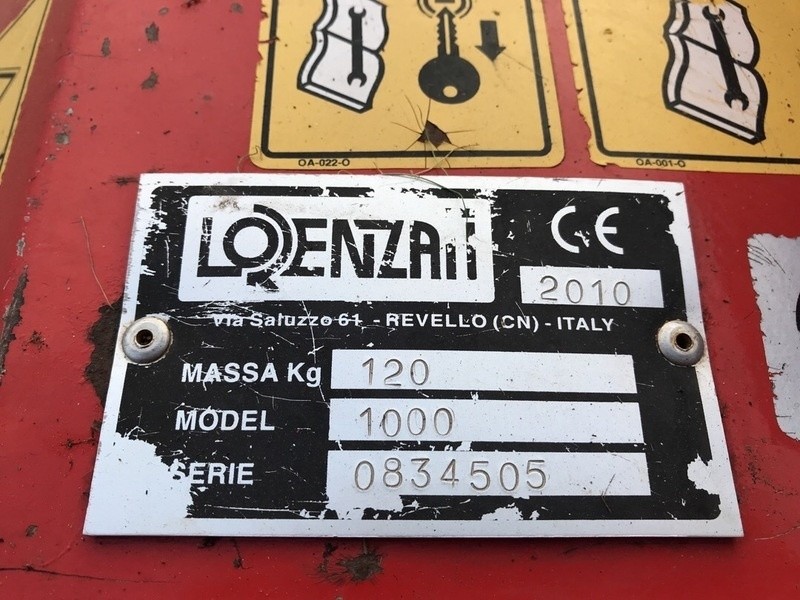 OA-022-O
OA-001-O
LORENZATI
CE
2010
Via Saluzzo 61 - REVELLO (CN) - ITALY
MASSA Kg 120
MODEL 1000
SERIE 0834505